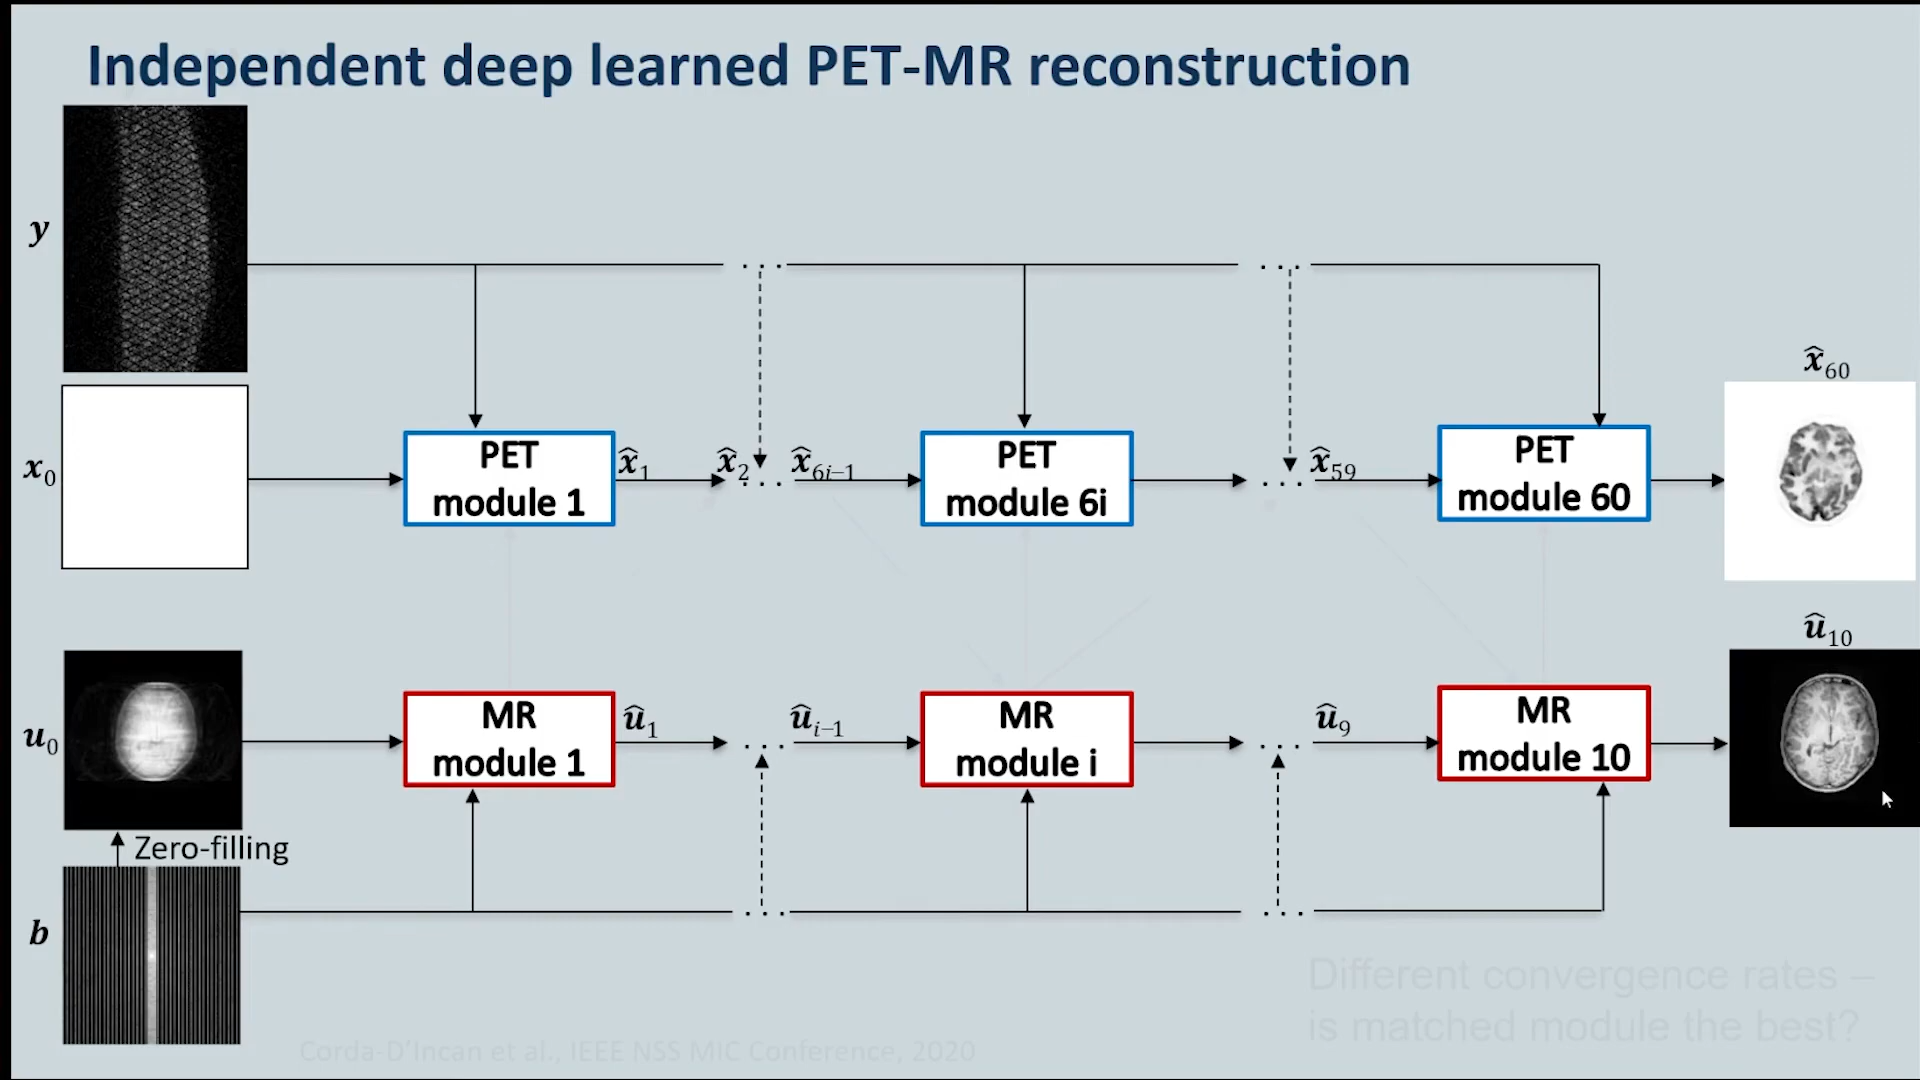 Independent deep learned PET-MR reconstruction
y
x̂₆₀
x₀
PET
module 1
x̂₁
x̂₂
x̂₆ᵢ₋₁
PET
module 6i
x̂₅₉
PET
module 60
û₁₀
u₀
MR
module 1
û₁
ûᵢ₋₁
MR
module i
û₉
MR
module 10
Zero-filling
b
Different convergence rates –
is matched module the best?
Corda-D'Incan et al., IEEE NSS MIC Conference, 2020